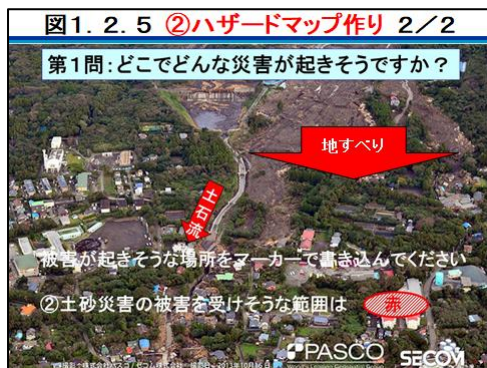 図1.2.5 ②ハザードマップ作り 2/2
第1問:どこでどんな災害が起きそうですか?
地すべり
土石流
被害が起きそうな場所をマーカーで書き込んでください
②土砂災害の被害を受けそうな範囲は 赤
PASCO SECOM